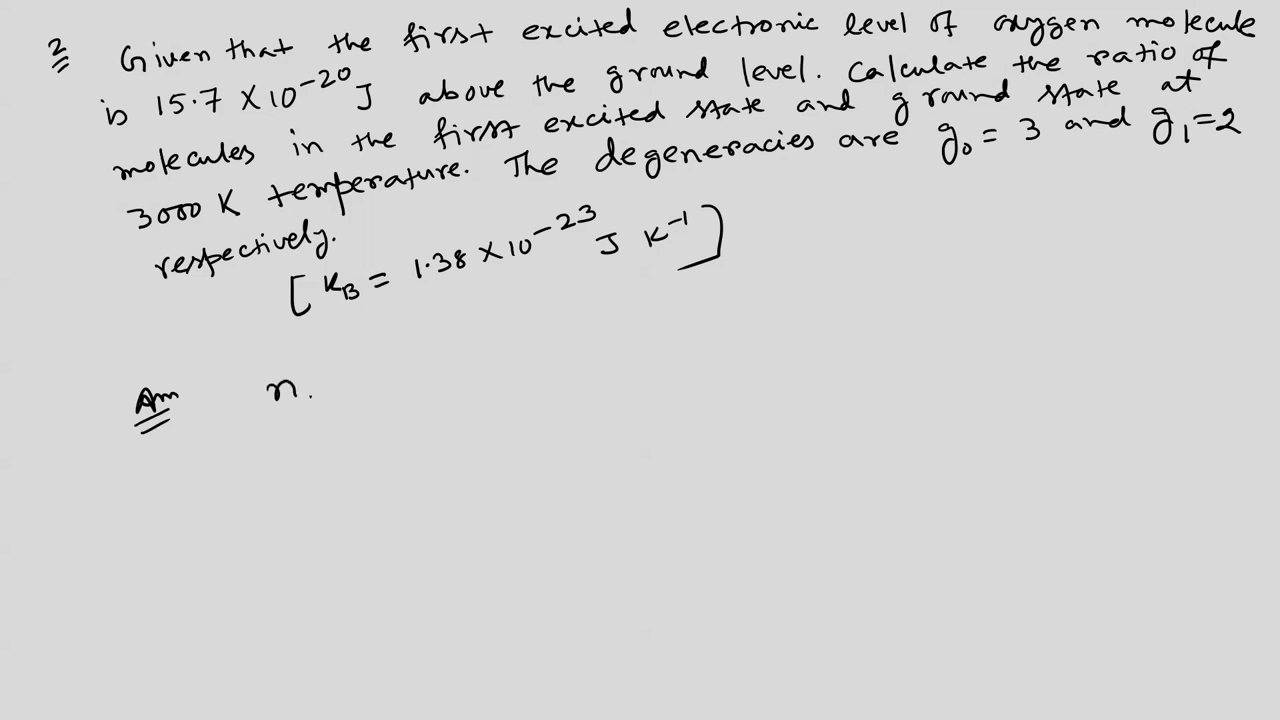 2 Given that the first excited electronic level of oxygen molecule
is 15.7 × 10⁻²⁰ J above the ground level. Calculate the ratio of
molecules in the first excited state and ground state at
3000 K temperature. The degeneracies are g₀ = 3 and g₁ = 2
respectively.
[ K_B = 1.38 × 10⁻²³ J K⁻¹ ]
Ans n.